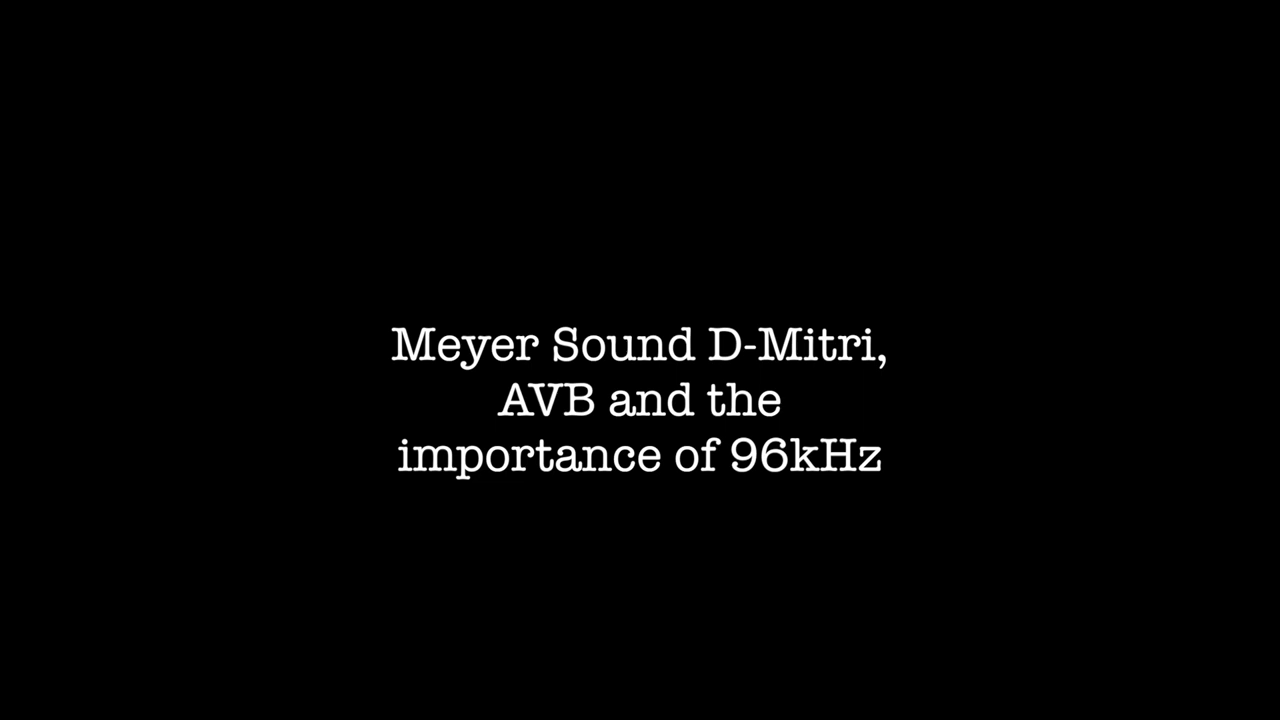 Meyer Sound D-Mitri,
AVB and the
importance of 96kHz